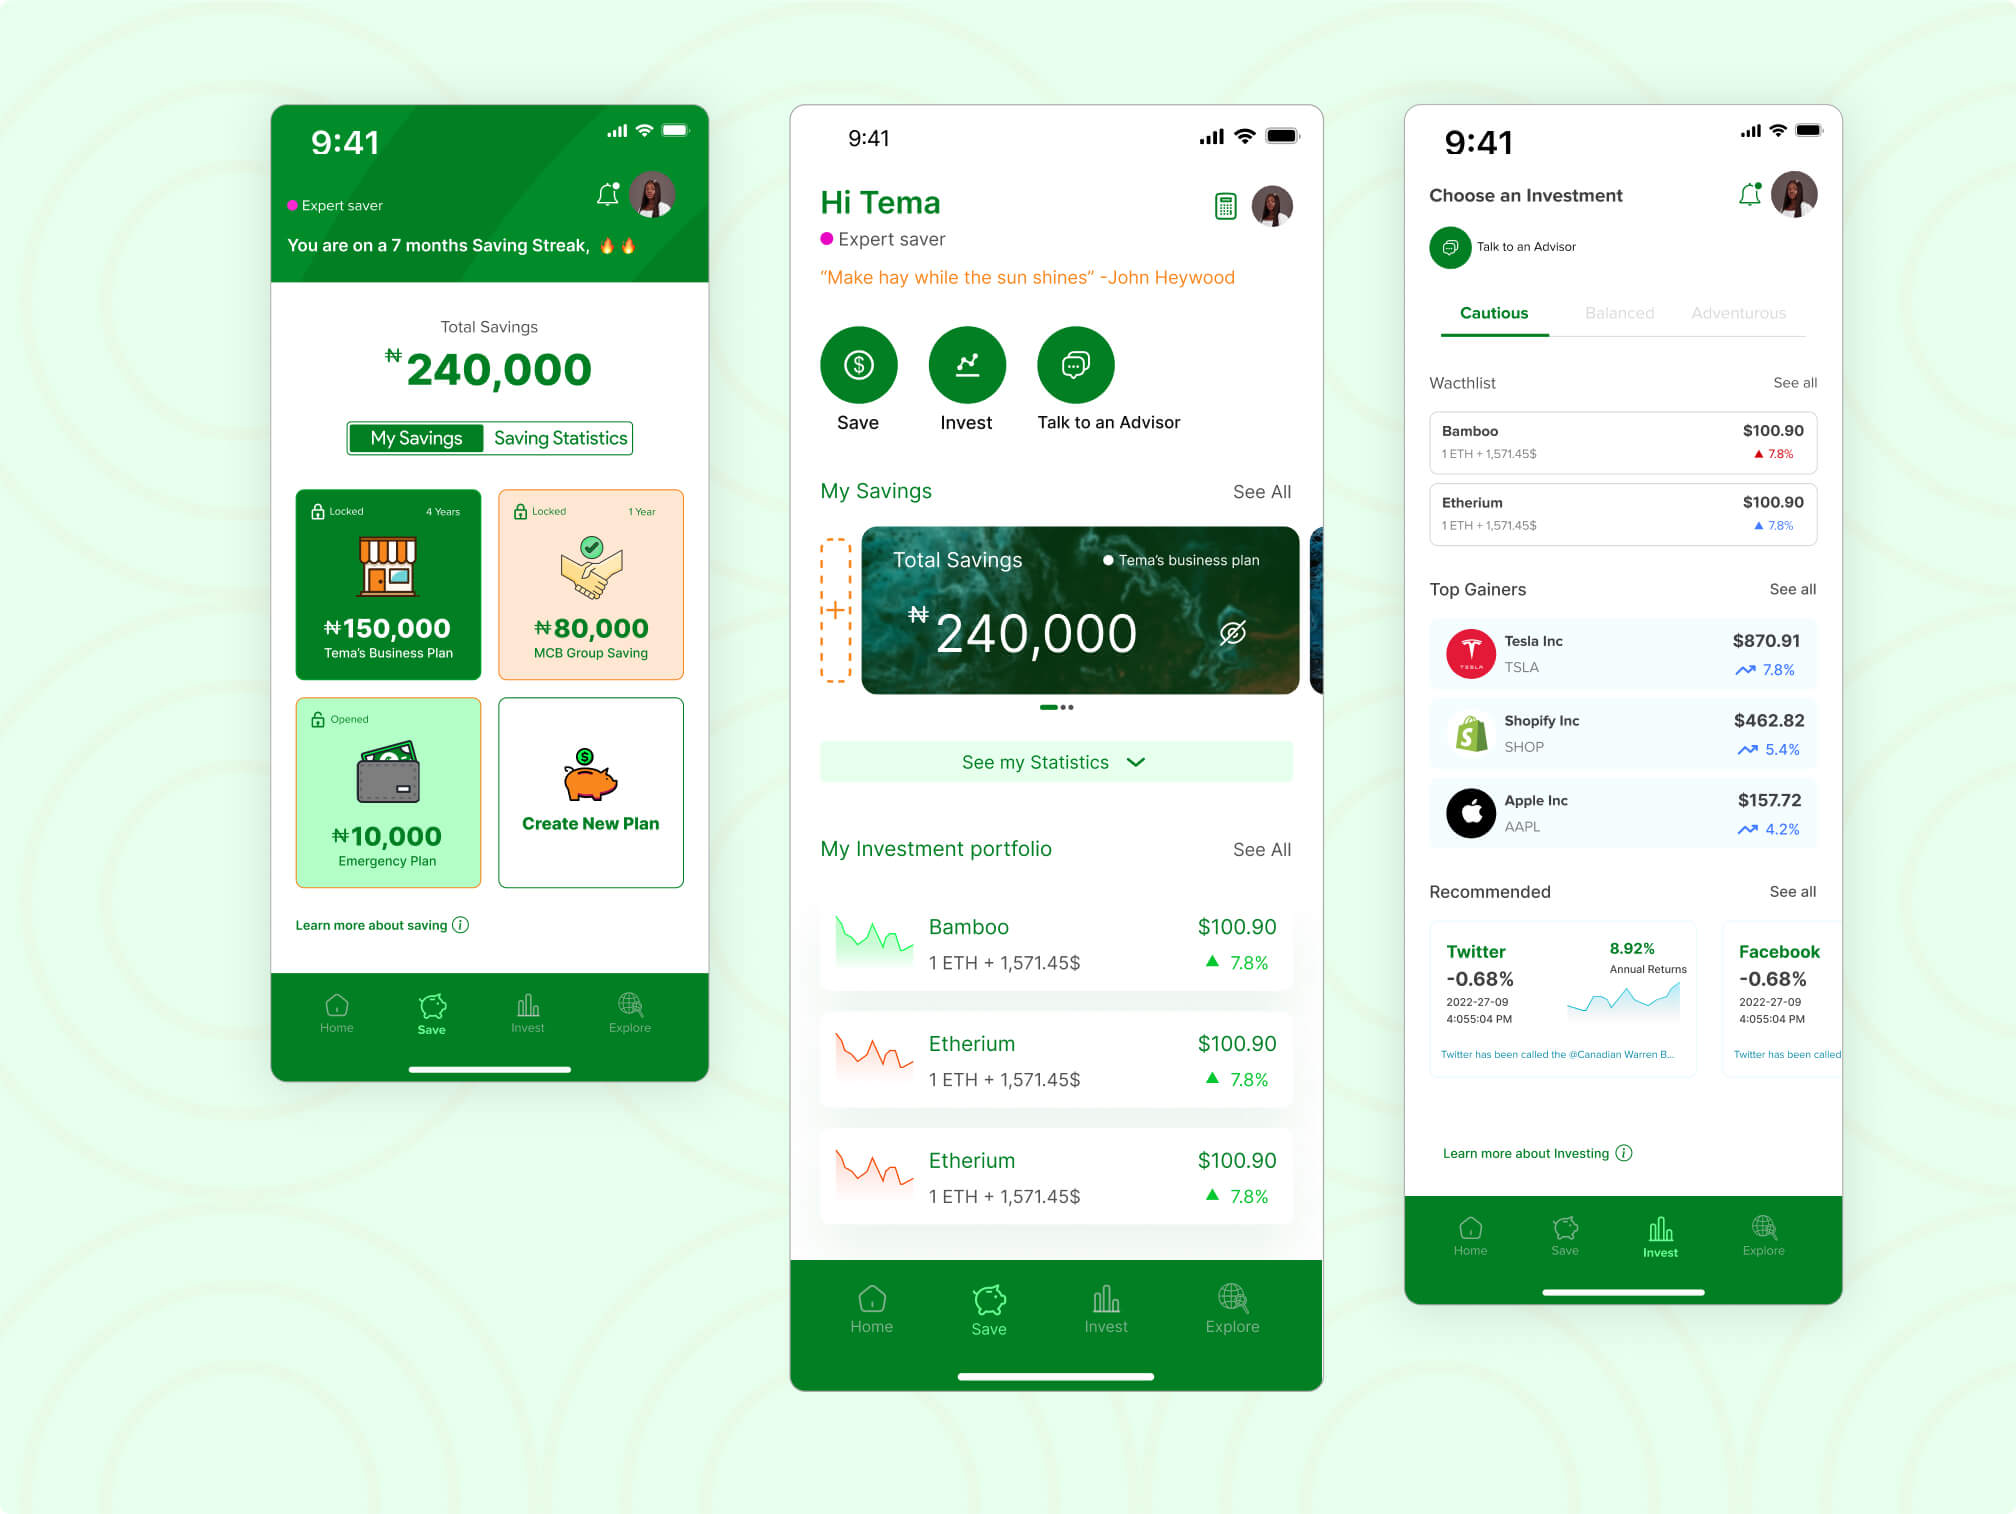 9:41
Expert saver
You are on a 7 months Saving Streak, 🔥🔥
Total Savings
₦240,000
My Savings Saving Statistics
Locked 4 Years
₦150,000
Tema's Business Plan
Locked 1 Year
₦80,000
MCB Group Saving
Opened
₦10,000
Emergency Plan
Create New Plan
Learn more about saving
Home Save Invest Explore
9:41
Hi Tema
Expert saver
“Make hay while the sun shines” -John Heywood
Save Invest Talk to an Advisor
My Savings See All
Total Savings Tema's business plan
₦240,000
See my Statistics
My Investment portfolio See All
Bamboo $100.90
1 ETH + 1,571.45$ ▲ 7.8%
Etherium $100.90
1 ETH + 1,571.45$ ▲ 7.8%
Etherium $100.90
1 ETH + 1,571.45$ ▲ 7.8%
Home Save Invest Explore
9:41
Choose an Investment
Talk to an Advisor
Cautious Balanced Adventurous
Wacthlist See all
Bamboo $100.90
1 ETH + 1,571.45$ ▲ 7.8%
Etherium $100.90
1 ETH + 1,571.45$ ▲ 7.8%
Top Gainers See all
TESLA
Tesla Inc $870.91
TSLA 7.8%
Shopify Inc $462.82
SHOP 5.4%
Apple Inc $157.72
AAPL 4.2%
Recommended See all
Twitter 8.92%
-0.68% Annual Returns
2022-27-09
4:055:04 PM
Twitter has been called the @Canadian Warren B...
Facebook
-0.68%
2022-27-09
4:055:04 PM
Twitter has been called
Learn more about Investing
Home Save Invest Explore